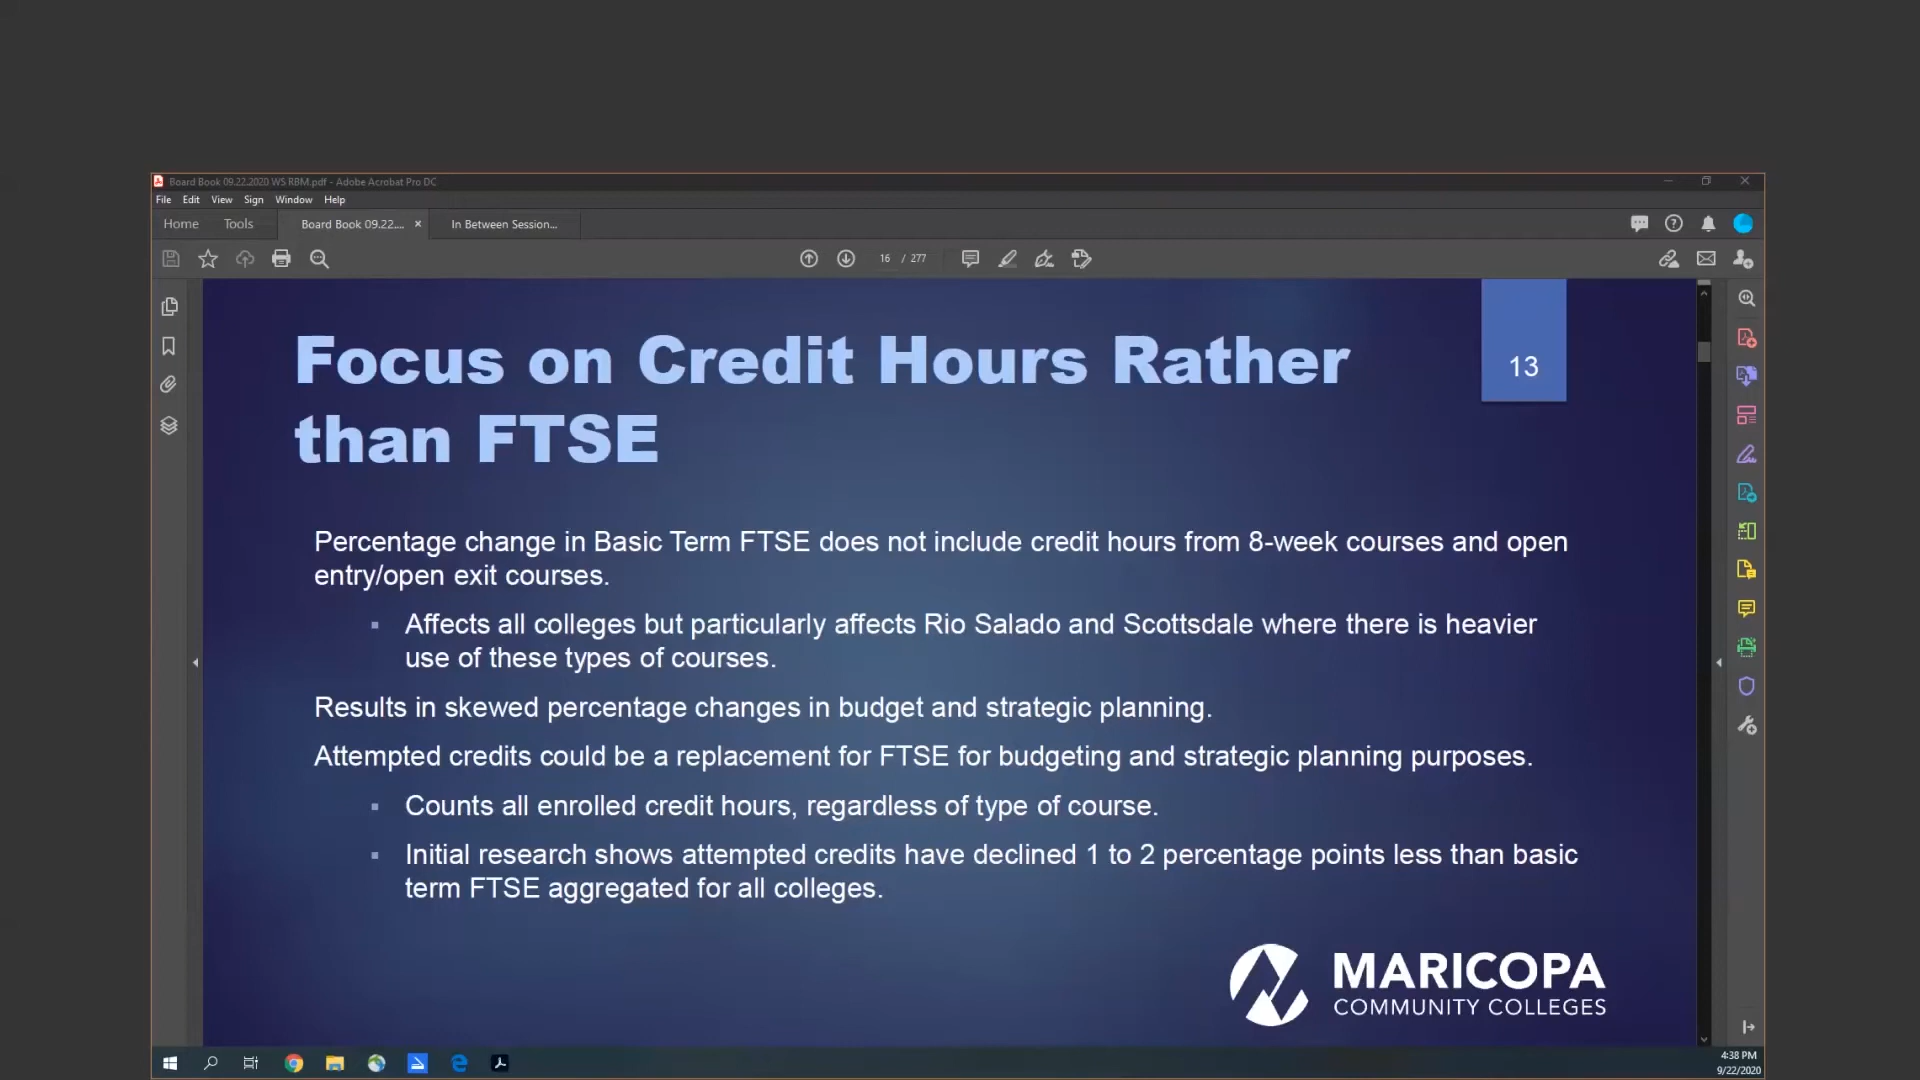 Board Book 09.22.2020 WS RBM.pdf - Adobe Acrobat Pro DC
File Edit View Sign Window Help
Home Tools Board Book 09.22.... × In Between Session...
16 / 277
13
Focus on Credit Hours Rather
than FTSE
Percentage change in Basic Term FTSE does not include credit hours from 8-week courses and open
entry/open exit courses.
▪ Affects all colleges but particularly affects Rio Salado and Scottsdale where there is heavier
use of these types of courses.
Results in skewed percentage changes in budget and strategic planning.
Attempted credits could be a replacement for FTSE for budgeting and strategic planning purposes.
▪ Counts all enrolled credit hours, regardless of type of course.
▪ Initial research shows attempted credits have declined 1 to 2 percentage points less than basic
term FTSE aggregated for all colleges.
MARICOPA
COMMUNITY COLLEGES
4:38 PM
9/22/2020